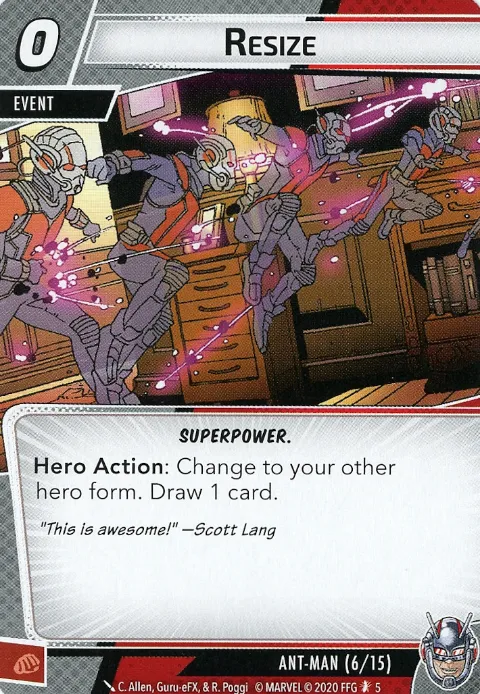 0
RESIZE
EVENT
SUPERPOWER.
Hero Action: Change to your other
hero form. Draw 1 card.
"This is awesome!" —Scott Lang
ANT-MAN (6/15)
C. Allen, Guru-eFX, & R. Poggi © MARVEL © 2020 FFG 5